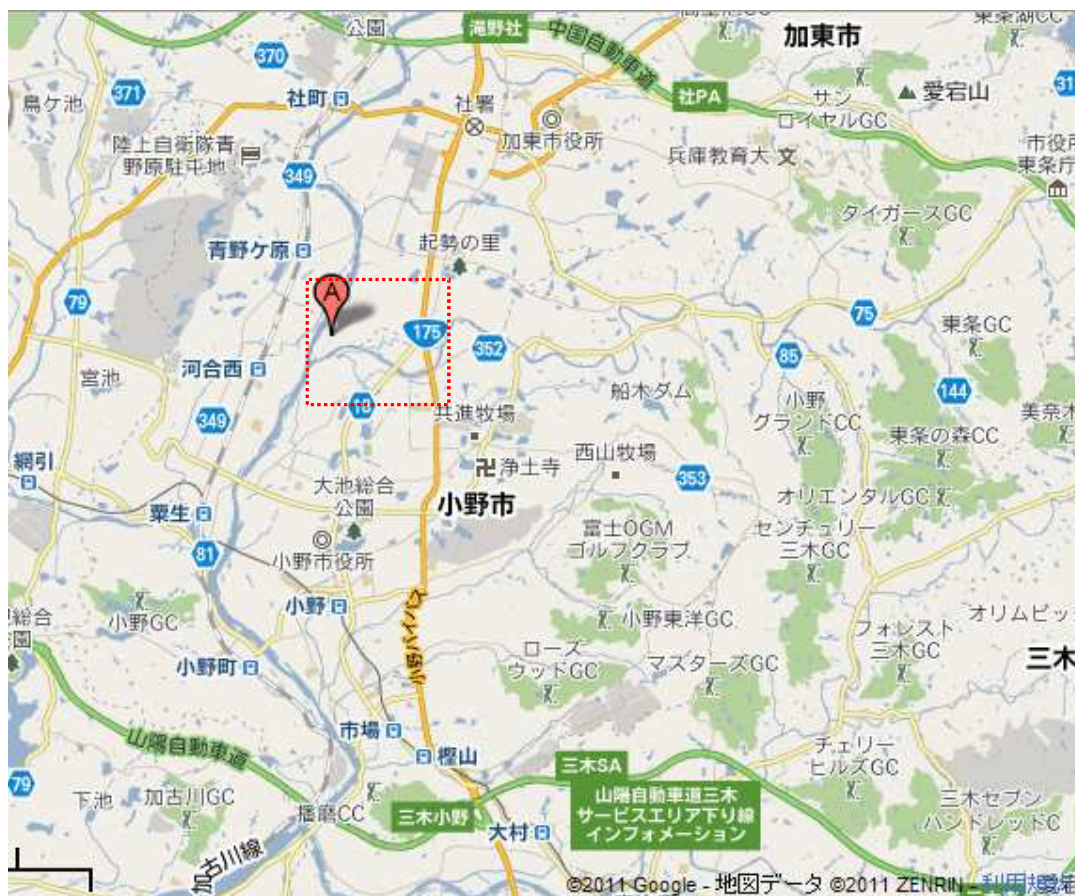 公園
滝野社
中国自動車道
加東市
370
371
鳥ケ池
社町
社署
加東市役所
社PA
サン
ロイヤルGC
愛宕山
陸上自衛隊青
野原駐屯地
兵庫教育大 文
市役所
東条庁
349
タイガースGC
青野ケ原
起勢の里
A
79
175
352
75
東条GC
85
河合西
宮池
船木ダム
144
小野
グランドCC
349
共進牧場
東条の森CC
美奈木
網引
浄土寺
西山牧場
353
粟生
大池総合
公園
小野市
オリエンタルGC
富士OGM
ゴルフクラブ
センチュリー
三木GC
81
小野市役所
小野
小野GC
小野東洋GC
オリムピック
小野バイパス
フォレスト
三木GC
小野町
ローズ
ウッドGC
マスターズGC
三木
山陽自動車道
市場
樫山
三木SA
チェリー
ヒルズGC
79
下池
加古川GC
播磨CC
三木小野
山陽自動車道三木
サービスエリア下り線
インフォメーション
大村
三木セブン
ハンドレッドC
加古川線
©2011 Google - 地図データ ©2011 ZENRIN - 利用規約